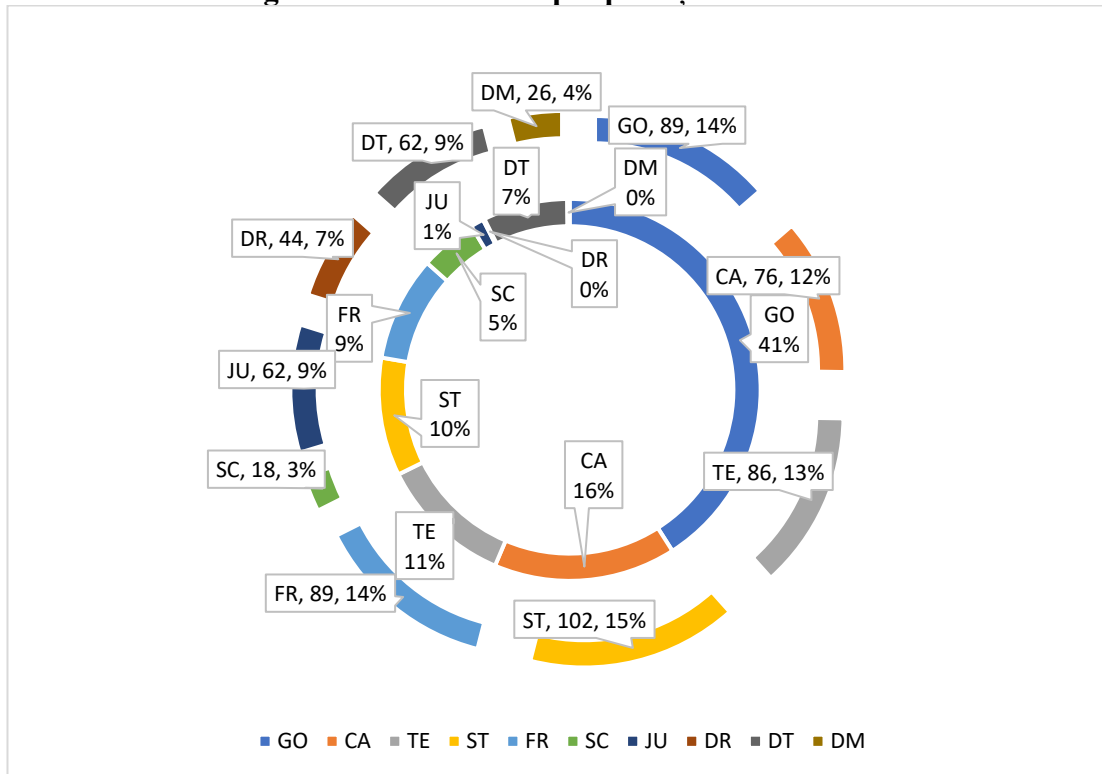 DM, 26, 4%
GO, 89, 14%
DT, 62, 9%
DT
7%
DM
0%
JU
1%
DR, 44, 7%
DR
0%
CA, 76, 12%
SC
5%
GO
41%
FR
9%
JU, 62, 9%
ST
10%
SC, 18, 3%
CA
16%
TE, 86, 13%
TE
11%
FR, 89, 14%
ST, 102, 15%
GO CA TE ST FR SC JU DR DT DM